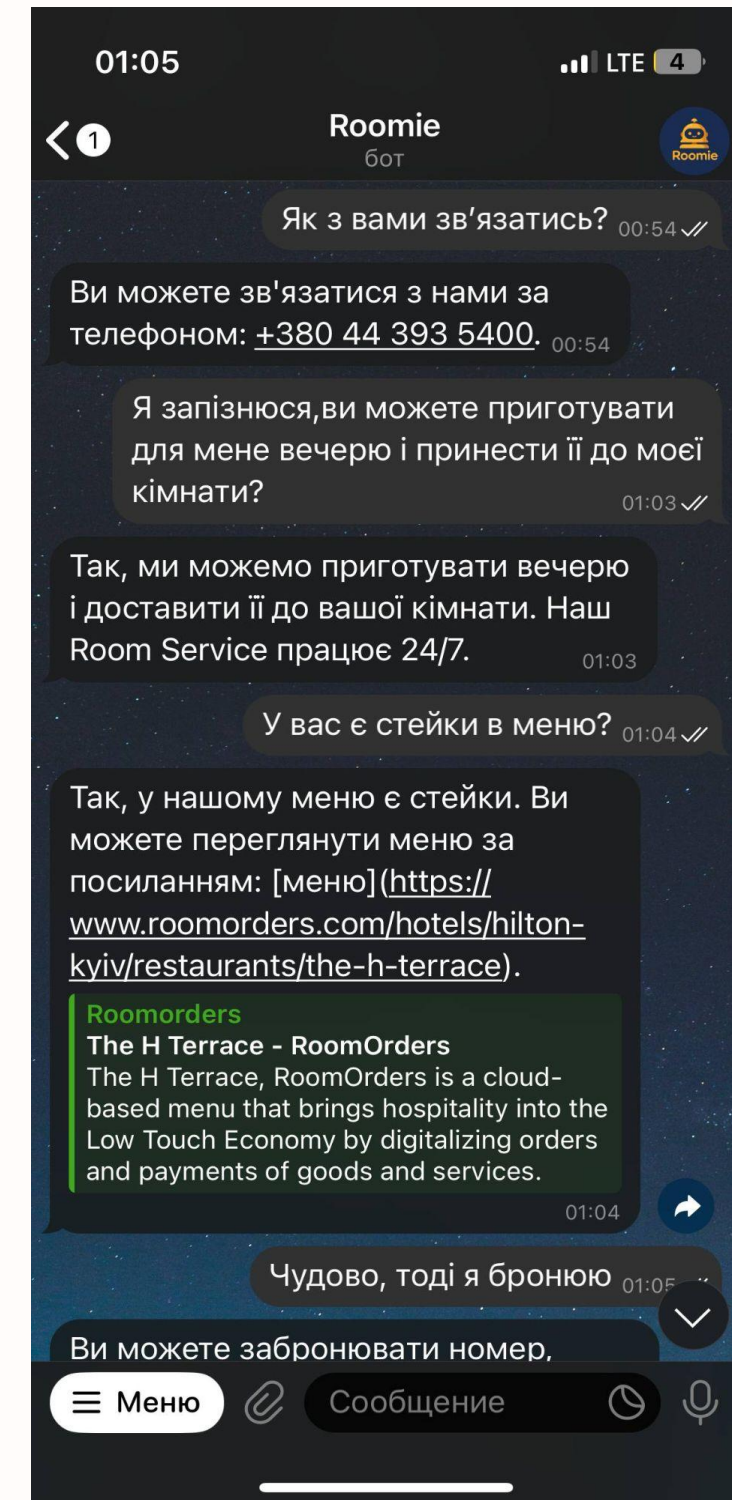 01:05
LTE 4
1
Roomie
бот
Roomie
Як з вами зв’язатись? 00:54
Ви можете зв'язатися з нами за
телефоном: +380 44 393 5400. 00:54
Я запізнюся,ви можете приготувати
для мене вечерю і принести її до моєї
кімнати? 01:03
Так, ми можемо приготувати вечерю
і доставити її до вашої кімнати. Наш
Room Service працює 24/7. 01:03
У вас є стейки в меню? 01:04
Так, у нашому меню є стейки. Ви
можете переглянути меню за
посиланням: [меню](https://
www.roomorders.com/hotels/hilton-
kyiv/restaurants/the-h-terrace).
Roomorders
The H Terrace - RoomOrders
The H Terrace, RoomOrders is a cloud-
based menu that brings hospitality into the
Low Touch Economy by digitalizing orders
and payments of goods and services.
01:04
Чудово, тоді я бронюю 01:05
Ви можете забронювати номер,
Меню
Сообщение